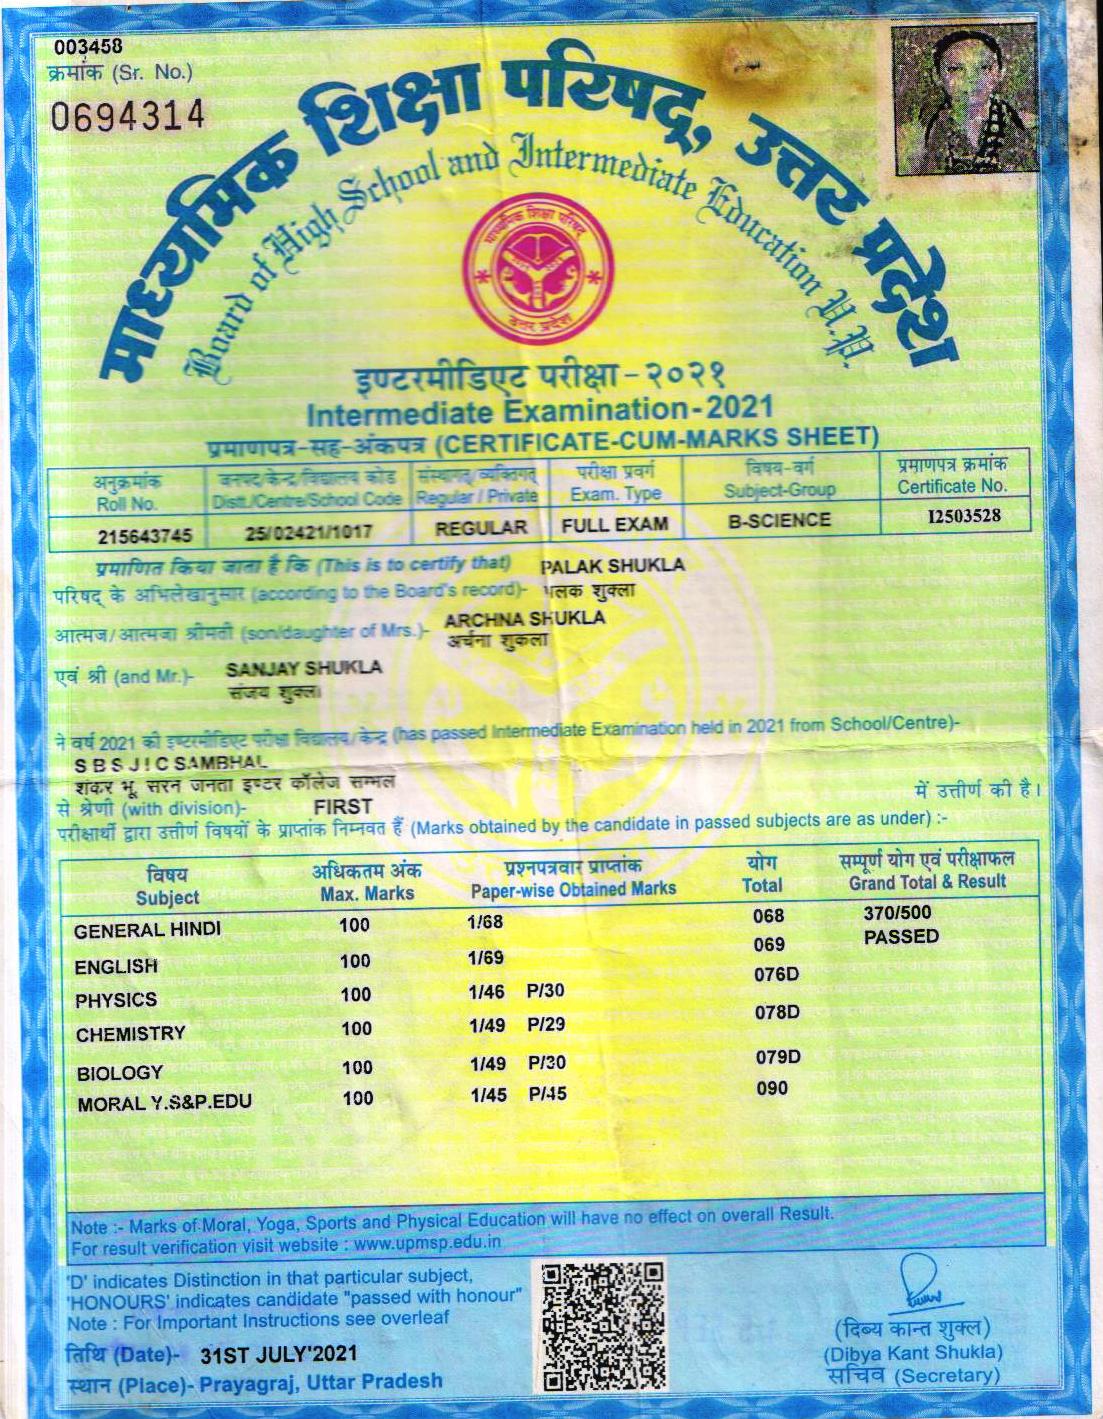 003458
क्रमांक (Sr. No.)
0694314
माध्यमिक शिक्षा परिषद्, उत्तर प्रदेश
Board of High School and Intermediate Education U.P.
माध्यमिक शिक्षा परिषद्
उत्तर प्रदेश
इण्टरमीडिएट परीक्षा - २०२१
Intermediate Examination - 2021
प्रमाणपत्र-सह-अंकपत्र (CERTIFICATE-CUM-MARKS SHEET)
अनुक्रमांक जनपद/केन्द्र/विद्यालय कोड संस्थागत/व्यक्तिगत परीक्षा प्रवर्ग विषय-वर्ग प्रमाणपत्र क्रमांक
Roll No. Distt./Centre/School Code Regular / Private Exam. Type Subject-Group Certificate No.
215643745 25/02421/1017 REGULAR FULL EXAM B-SCIENCE I2503528
प्रमाणित किया जाता है कि (This is to certify that) PALAK SHUKLA
परिषद् के अभिलेखानुसार (according to the Board's record)- पलक शुक्ला
आत्मज/आत्मजा श्रीमती (son/daughter of Mrs.)- ARCHNA SHUKLA
अर्चना शुकला
एवं श्री (and Mr.)- SANJAY SHUKLA
संजय शुक्ला
ने वर्ष 2021 की इण्टरमीडिएट परीक्षा विद्यालय/केन्द्र (has passed Intermediate Examination held in 2021 from School/Centre)-
S B S J I C SAMBHAL
शंकर भू सरन जनता इण्टर कॉलेज सम्भल में उत्तीर्ण की है।
से श्रेणी (with division)- FIRST
परीक्षार्थी द्वारा उत्तीर्ण विषयों के प्राप्तांक निम्नवत हैं (Marks obtained by the candidate in passed subjects are as under) :-
विषय अधिकतम अंक प्रश्नपत्रवार प्राप्तांक योग सम्पूर्ण योग एवं परीक्षाफल
Subject Max. Marks Paper-wise Obtained Marks Total Grand Total & Result
GENERAL HINDI 100 1/68 068 370/500
PASSED
ENGLISH 100 1/69 069
PHYSICS 100 1/46 P/30 076D
CHEMISTRY 100 1/49 P/29 078D
BIOLOGY 100 1/49 P/30 079D
MORAL Y.S&P.EDU 100 1/45 P/45 090
Note :- Marks of Moral, Yoga, Sports and Physical Education will have no effect on overall Result.
For result verification visit website : www.upmsp.edu.in
'D' indicates Distinction in that particular subject,
'HONOURS' indicates candidate "passed with honour"
Note : For Important Instructions see overleaf
तिथि (Date)- 31ST JULY'2021
स्थान (Place)- Prayagraj, Uttar Pradesh
(दिब्य कान्त शुक्ल)
(Dibya Kant Shukla)
सचिव (Secretary)